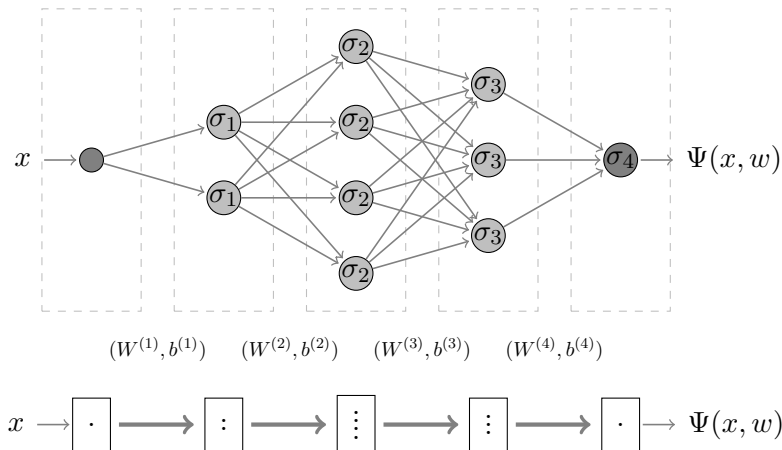 σ₂
σ₃
σ₁ σ₂
x σ₃ σ₄ Ψ(x, w)
σ₁ σ₂
σ₃
σ₂
(W⁽¹⁾, b⁽¹⁾) (W⁽²⁾, b⁽²⁾) (W⁽³⁾, b⁽³⁾) (W⁽⁴⁾, b⁽⁴⁾)
x Ψ(x, w)